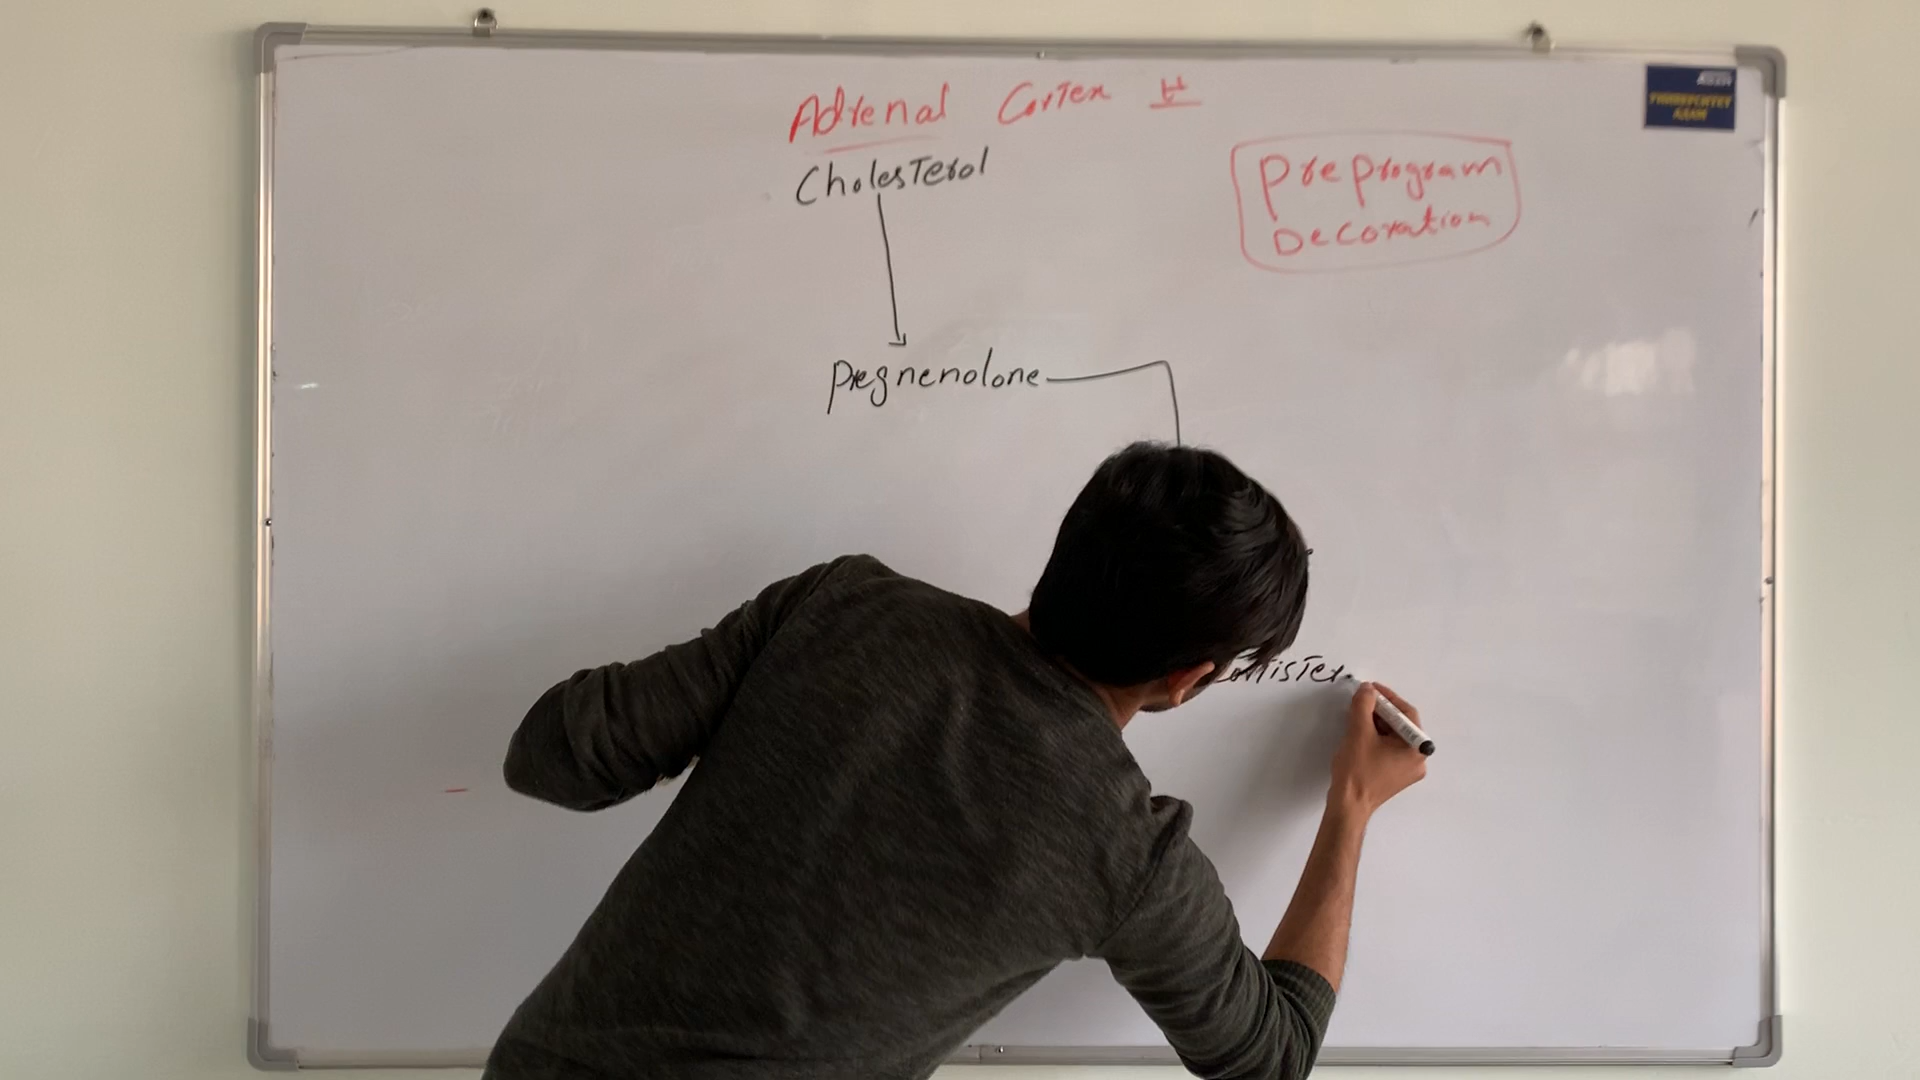 Adrenal Cortex #
Cholesterol
preprogram
Decoration
pregnenolone